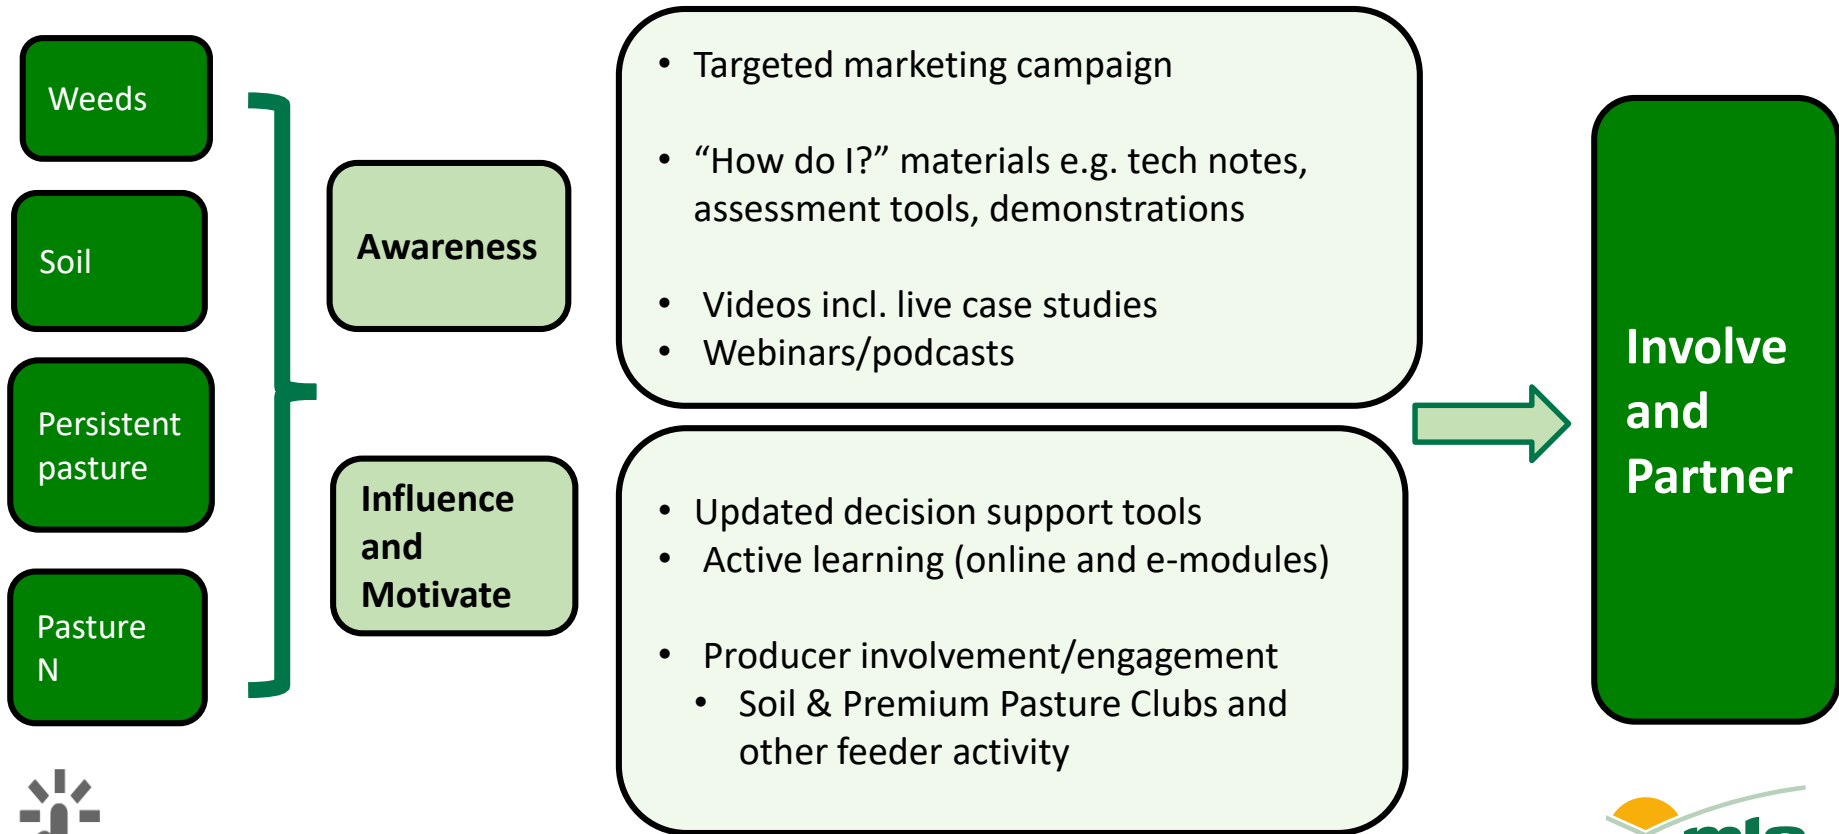 Weeds
Soil
Persistent
pasture
Pasture
N
Awareness
Influence
and
Motivate
• Targeted marketing campaign
• “How do I?” materials e.g. tech notes,
assessment tools, demonstrations
• Videos incl. live case studies
• Webinars/podcasts
• Updated decision support tools
• Active learning (online and e-modules)
• Producer involvement/engagement
• Soil & Premium Pasture Clubs and
other feeder activity
Involve
and
Partner
mla